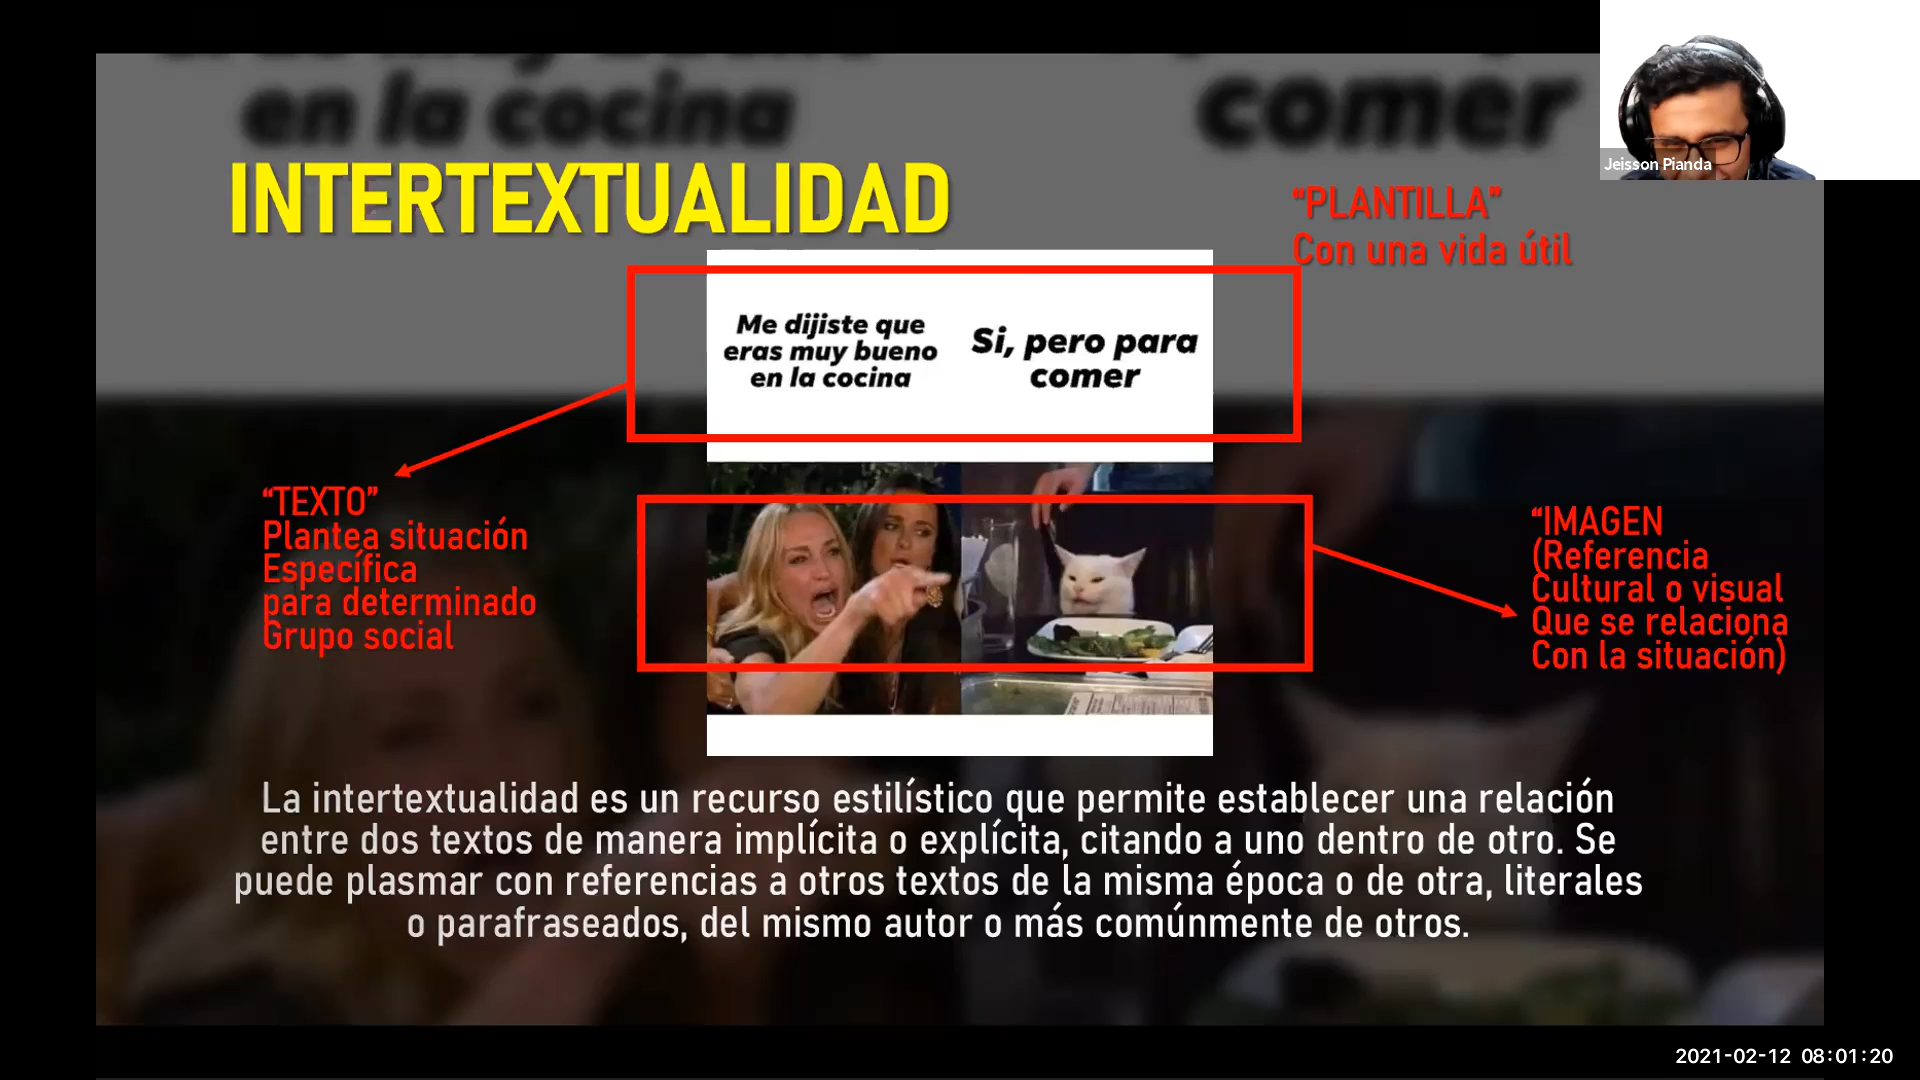 en la cocina
comer
INTERTEXTUALIDAD
Jeisson Pianda
“PLANTILLA”
Con una vida útil
Me dijiste que
eras muy bueno
en la cocina
Si, pero para
comer
“TEXTO”
Plantea situación
Específica
para determinado
Grupo social
“IMAGEN
(Referencia
Cultural o visual
Que se relaciona
Con la situación)
La intertextualidad es un recurso estilístico que permite establecer una relación
entre dos textos de manera implícita o explícita, citando a uno dentro de otro. Se
puede plasmar con referencias a otros textos de la misma época o de otra, literales
o parafraseados, del mismo autor o más comúnmente de otros.
2021-02-12 08:01:20